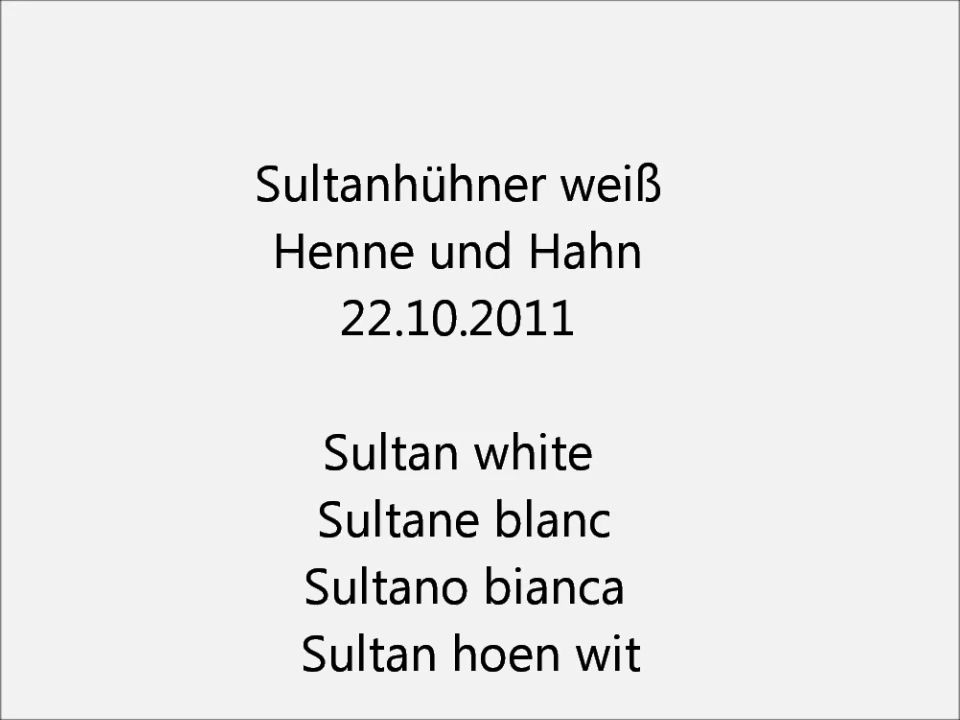 Sultanhühner weiß
Henne und Hahn
22.10.2011
Sultan white
Sultane blanc
Sultano bianca
Sultan hoen wit